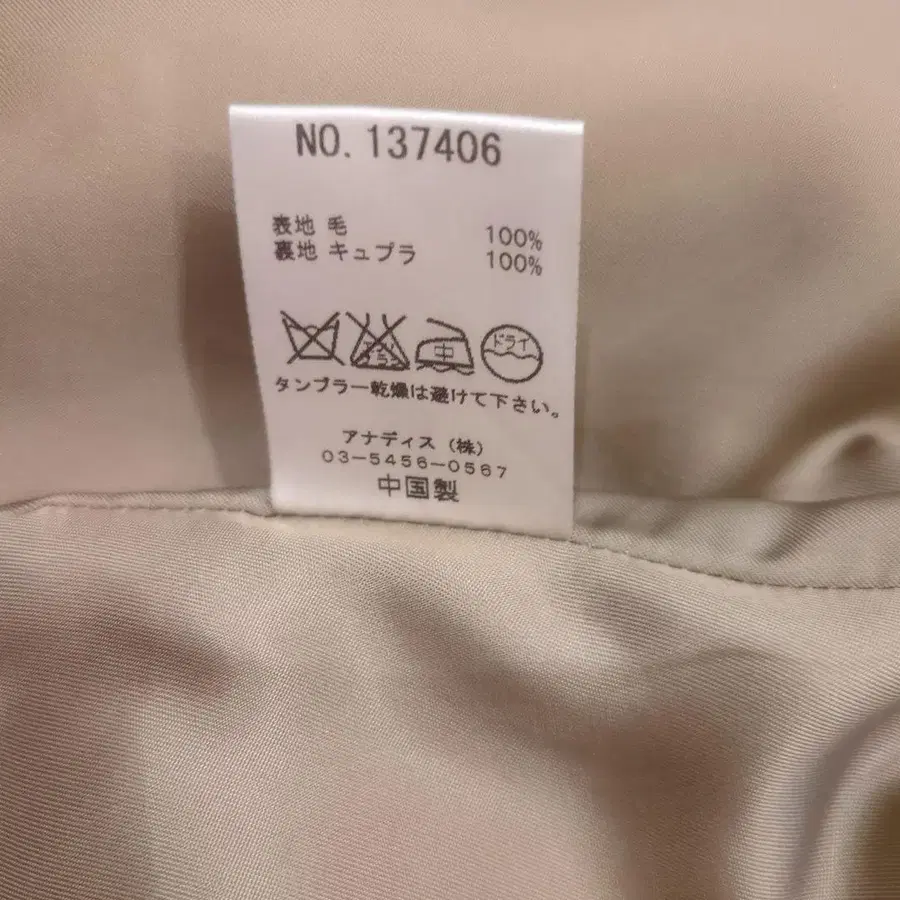 NO. 137406
表地 毛 100%
裏地 キュプラ 100%
中 ドライ
タンブラー乾燥は避けて下さい。
アナディス (株)
03-5456-0567
中国製